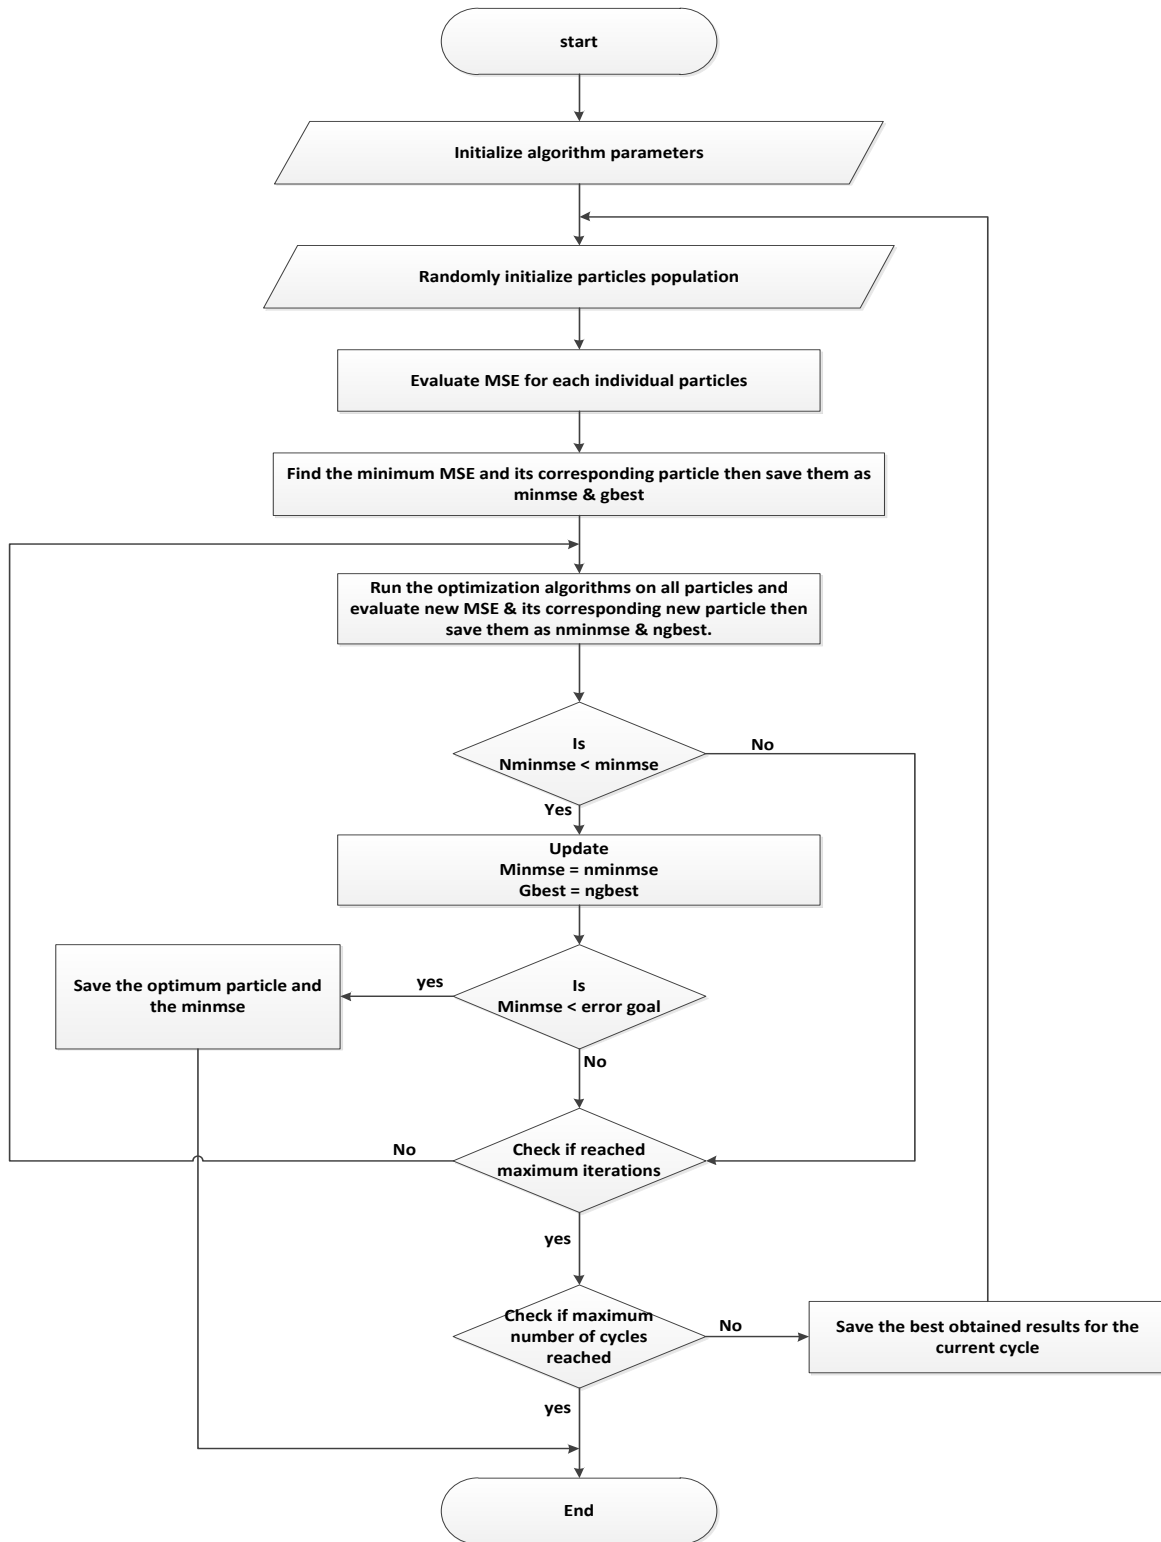 start
Initialize algorithm parameters
Randomly initialize particles population
Evaluate MSE for each individual particles
Find the minimum MSE and its corresponding particle then save them as
minmse & gbest
Run the optimization algorithms on all particles and
evaluate new MSE & its corresponding new particle then
save them as nminmse & ngbest.
Is
Nminmse < minmse
No
Yes
Update
Minmse = nminmse
Gbest = ngbest
Save the optimum particle and
the minmse
yes
Is
Minmse < error goal
No
No
Check if reached
maximum iterations
yes
Check if maximum
number of cycles
reached
No
Save the best obtained results for the
current cycle
yes
End